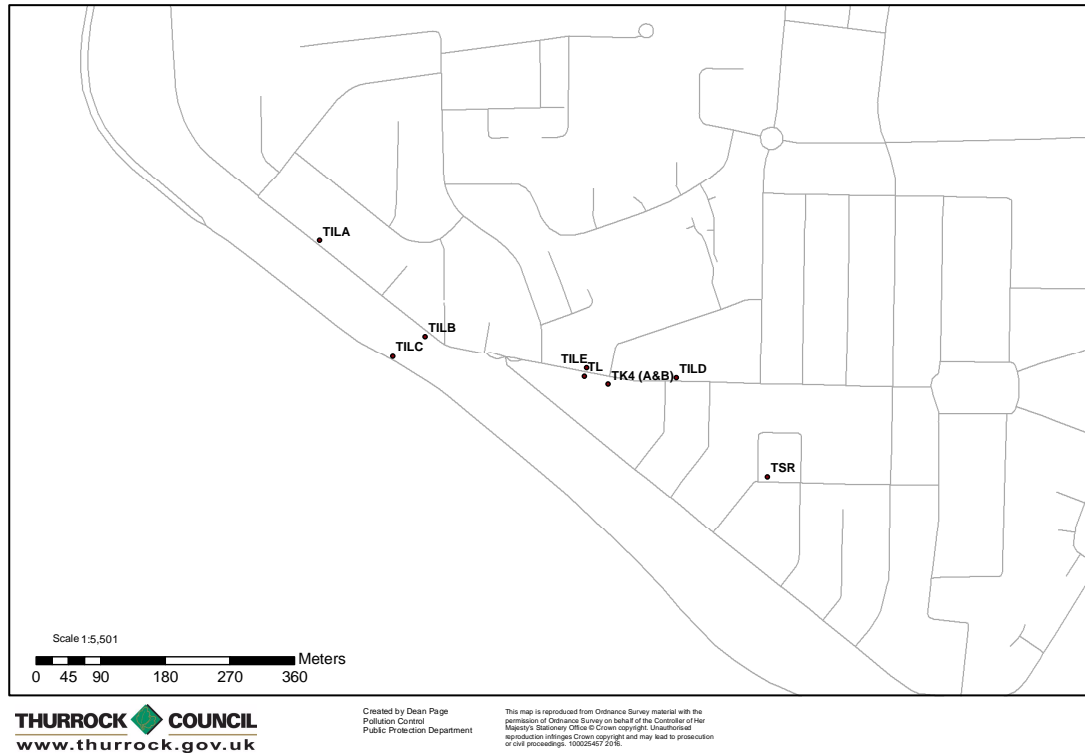 TILA
TILB
TILC
TILE
TL
TK4 (A&B)
TILD
TSR
Scale 1:5,501
Meters
0 45 90 180 270 360
THURROCK COUNCIL
www.thurrock.gov.uk
Created by Dean Page
Pollution Control
Public Protection Department
This map is reproduced from Ordnance Survey material with the
permission of Ordnance Survey on behalf of the Controller of Her
Majesty's Stationery Office © Crown copyright. Unauthorised
reproduction infringes Crown copyright and may lead to prosecution
or civil proceedings. 100025457 2016.